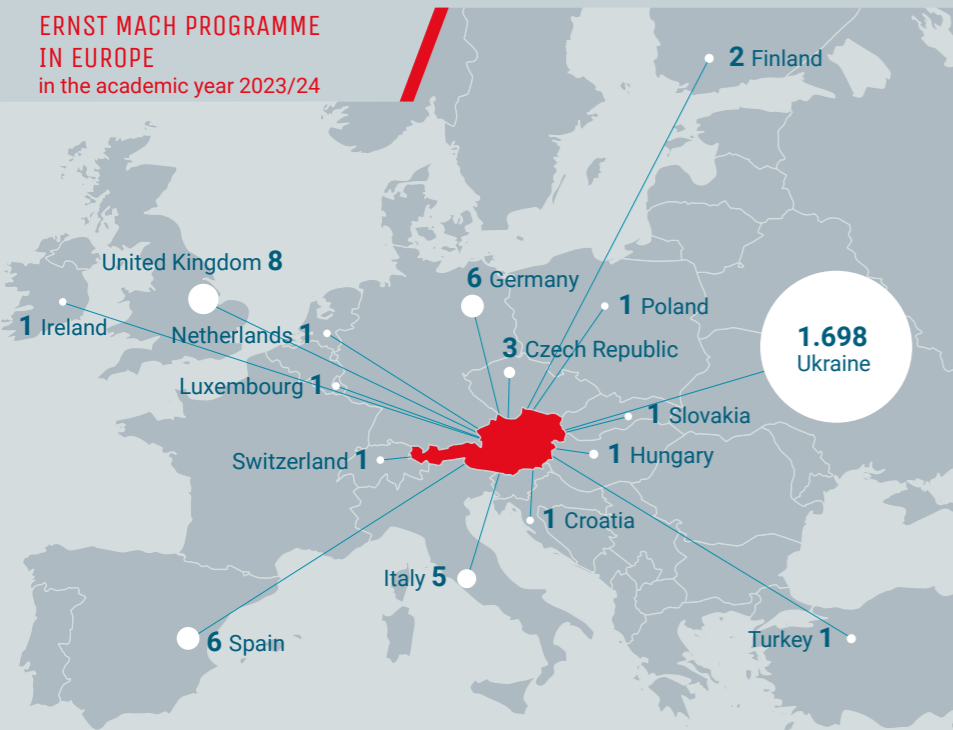 ERNST MACH PROGRAMME
IN EUROPE
in the academic year 2023/24
2 Finland
United Kingdom 8
6 Germany
1 Poland
1 Ireland
Netherlands 1
3 Czech Republic
1.698
Ukraine
Luxembourg 1
1 Slovakia
Switzerland 1
1 Hungary
1 Croatia
Italy 5
6 Spain
Turkey 1